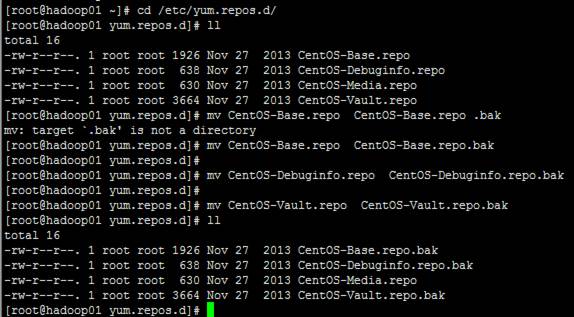 [root@hadoop01 ~]# cd /etc/yum.repos.d/
[root@hadoop01 yum.repos.d]# ll
total 16
-rw-r--r--. 1 root root 1926 Nov 27  2013 CentOS-Base.repo
-rw-r--r--. 1 root root  638 Nov 27  2013 CentOS-Debuginfo.repo
-rw-r--r--. 1 root root  630 Nov 27  2013 CentOS-Media.repo
-rw-r--r--. 1 root root 3664 Nov 27  2013 CentOS-Vault.repo
[root@hadoop01 yum.repos.d]# mv CentOS-Base.repo  CentOS-Base.repo .bak
mv: target `.bak' is not a directory
[root@hadoop01 yum.repos.d]# mv CentOS-Base.repo  CentOS-Base.repo.bak
[root@hadoop01 yum.repos.d]#
[root@hadoop01 yum.repos.d]# mv CentOS-Debuginfo.repo  CentOS-Debuginfo.repo.bak
[root@hadoop01 yum.repos.d]#
[root@hadoop01 yum.repos.d]# mv CentOS-Vault.repo  CentOS-Vault.repo.bak
[root@hadoop01 yum.repos.d]# ll
total 16
-rw-r--r--. 1 root root 1926 Nov 27  2013 CentOS-Base.repo.bak
-rw-r--r--. 1 root root  638 Nov 27  2013 CentOS-Debuginfo.repo.bak
-rw-r--r--. 1 root root  630 Nov 27  2013 CentOS-Media.repo
-rw-r--r--. 1 root root 3664 Nov 27  2013 CentOS-Vault.repo.bak
[root@hadoop01 yum.repos.d]#